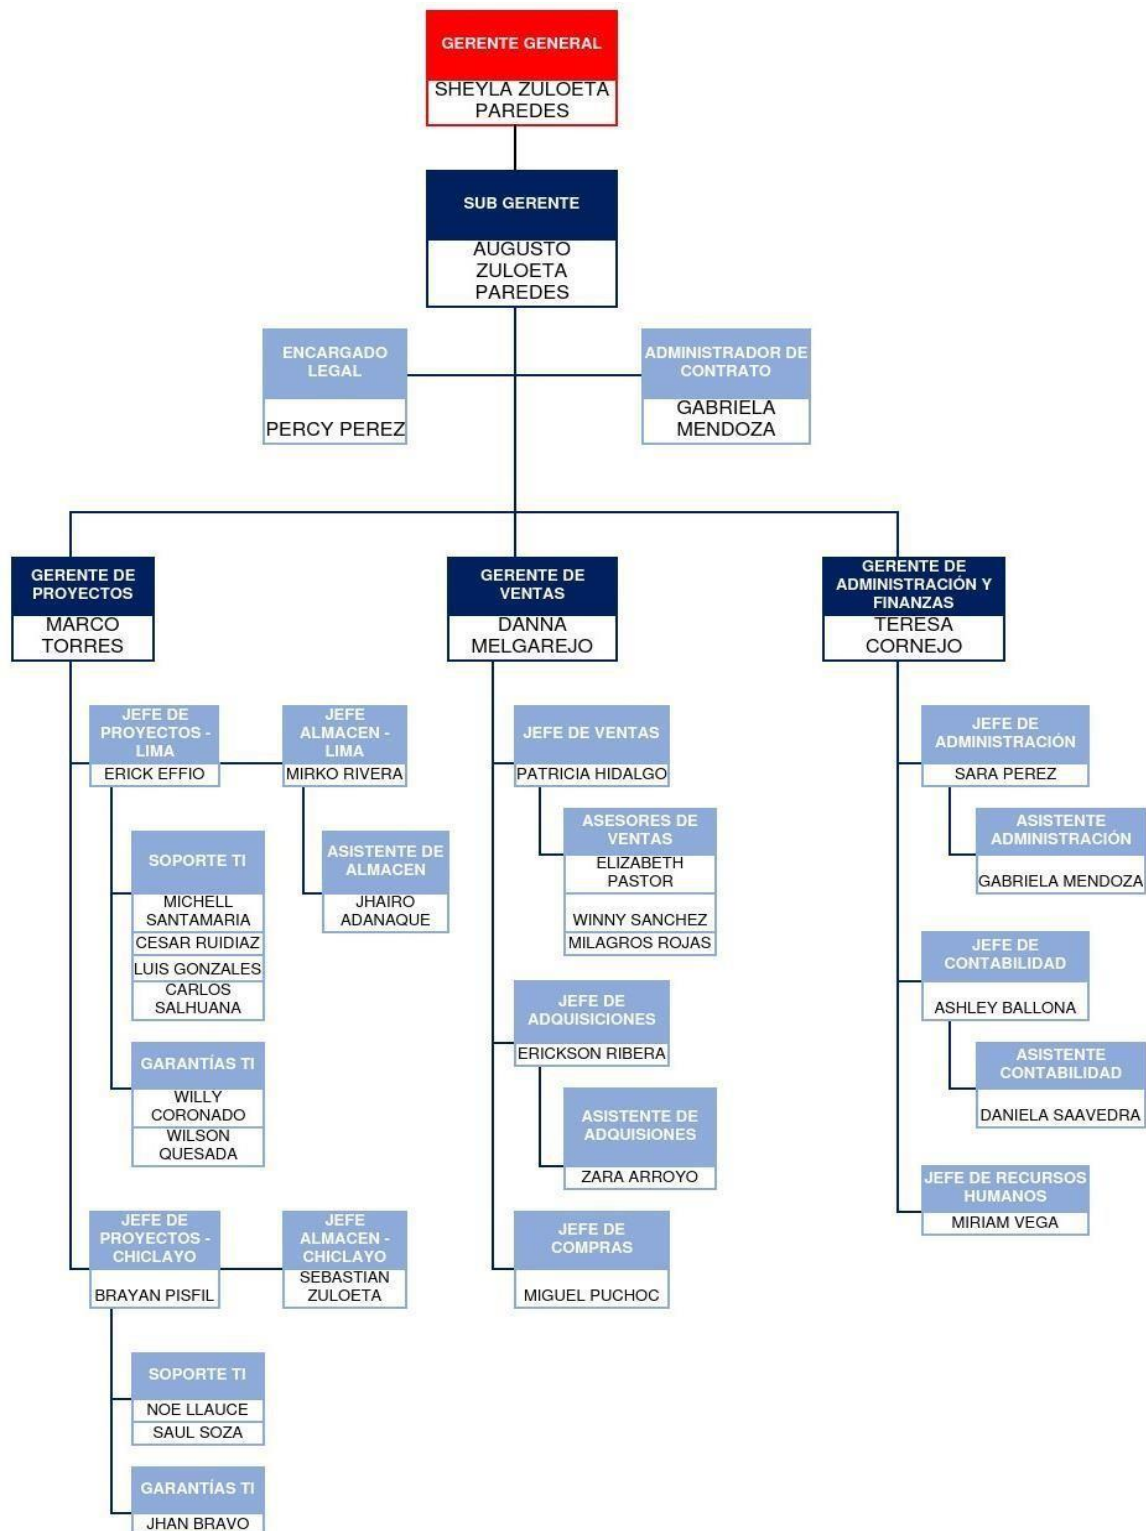 GERENTE GENERAL
SHEYLA ZULOETA
PAREDES
SUB GERENTE
AUGUSTO
ZULOETA
PAREDES
ENCARGADO
LEGAL
PERCY PEREZ
ADMINISTRADOR DE
CONTRATO
GABRIELA
MENDOZA
GERENTE DE
PROYECTOS
MARCO
TORRES
JEFE DE
PROYECTOS -
LIMA
ERICK EFFIO
JEFE
ALMACEN -
LIMA
MIRKO RIVERA
SOPORTE TI
MICHELL
SANTAMARIA
CESAR RUIDIAZ
LUIS GONZALES
CARLOS
SALHUANA
ASISTENTE DE
ALMACEN
JHAIRO
ADANAQUE
GARANTÍAS TI
WILLY
CORONADO
WILSON
QUESADA
JEFE DE
PROYECTOS -
CHICLAYO
BRAYAN PISFIL
JEFE
ALMACEN -
CHICLAYO
SEBASTIAN
ZULOETA
SOPORTE TI
NOE LLAUCE
SAUL SOZA
GARANTÍAS TI
JHAN BRAVO
GERENTE DE
VENTAS
DANNA
MELGAREJO
JEFE DE VENTAS
PATRICIA HIDALGO
ASESORES DE
VENTAS
ELIZABETH
PASTOR
WINNY SANCHEZ
MILAGROS ROJAS
JEFE DE
ADQUISICIONES
ERICKSON RIBERA
ASISTENTE DE
ADQUISIONES
ZARA ARROYO
JEFE DE
COMPRAS
MIGUEL PUCHOC
GERENTE DE
ADMINISTRACIÓN Y
FINANZAS
TERESA
CORNEJO
JEFE DE
ADMINISTRACIÓN
SARA PEREZ
ASISTENTE
ADMINISTRACIÓN
GABRIELA MENDOZA
JEFE DE
CONTABILIDAD
ASHLEY BALLONA
ASISTENTE
CONTABILIDAD
DANIELA SAAVEDRA
JEFE DE RECURSOS
HUMANOS
MIRIAM VEGA